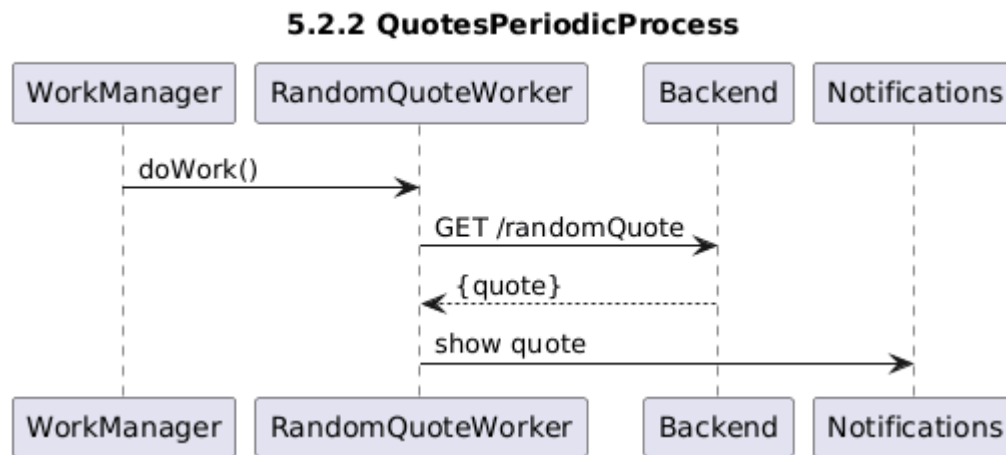 5.2.2 QuotesPeriodicProcess
WorkManager RandomQuoteWorker Backend Notifications
doWork()
GET /randomQuote
{quote}
show quote
WorkManager RandomQuoteWorker Backend Notifications